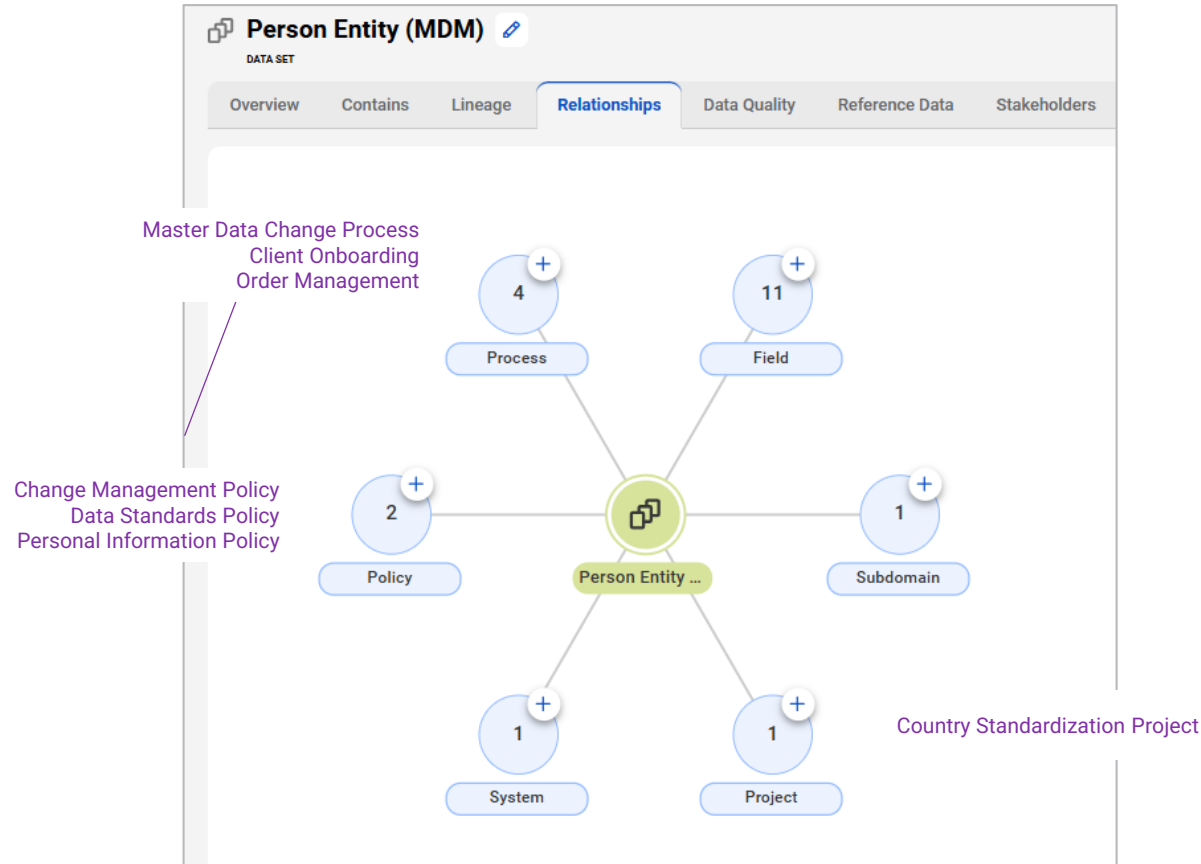 Person Entity (MDM)
DATA SET
Overview Contains Lineage Relationships Data Quality Reference Data Stakeholders
Master Data Change Process
Client Onboarding
Order Management
4
Process
11
Field
Change Management Policy
Data Standards Policy
Personal Information Policy
2
Policy
Person Entity ...
1
Subdomain
1
System
1
Project
Country Standardization Project